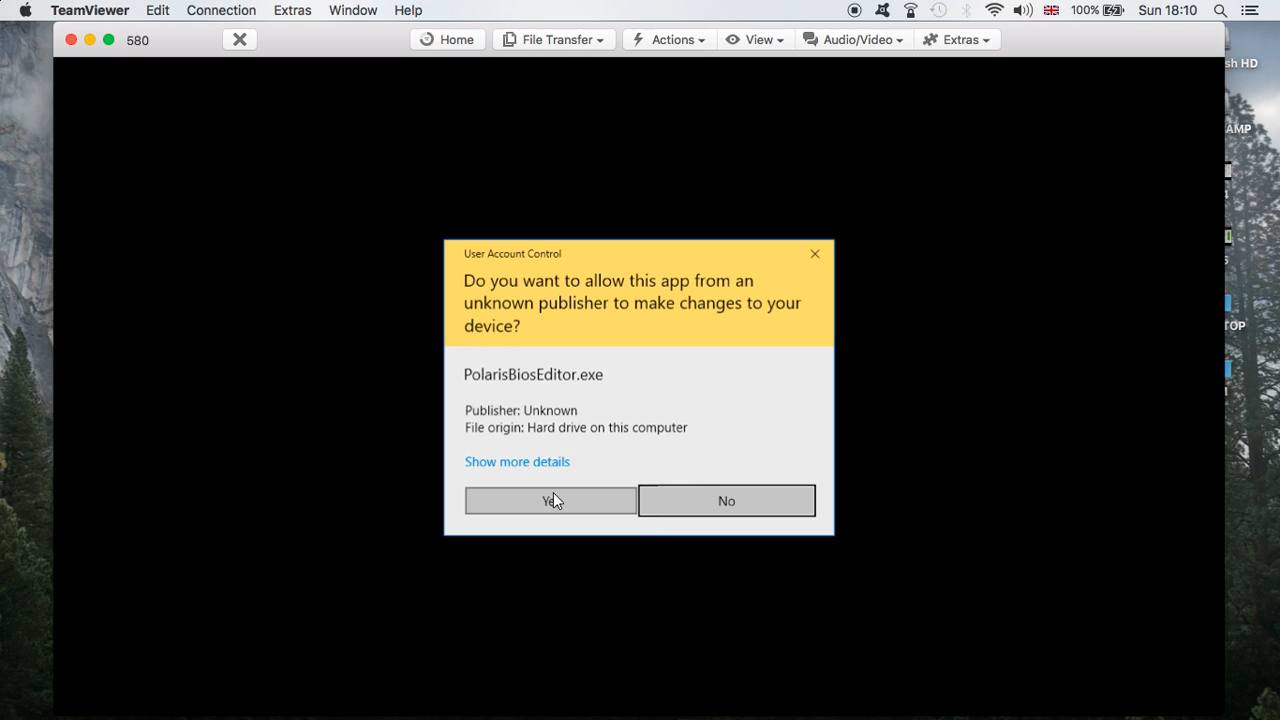 TeamViewer Edit Connection Extras Window Help 100% Sun 18:10
580 Home File Transfer Actions View Audio/Video Extras
sh HD
AMP
User Account Control
Do you want to allow this app from an
unknown publisher to make changes to your
device?
TOP
PolarisBiosEditor.exe
Publisher: Unknown
File origin: Hard drive on this computer
Show more details
Yes No